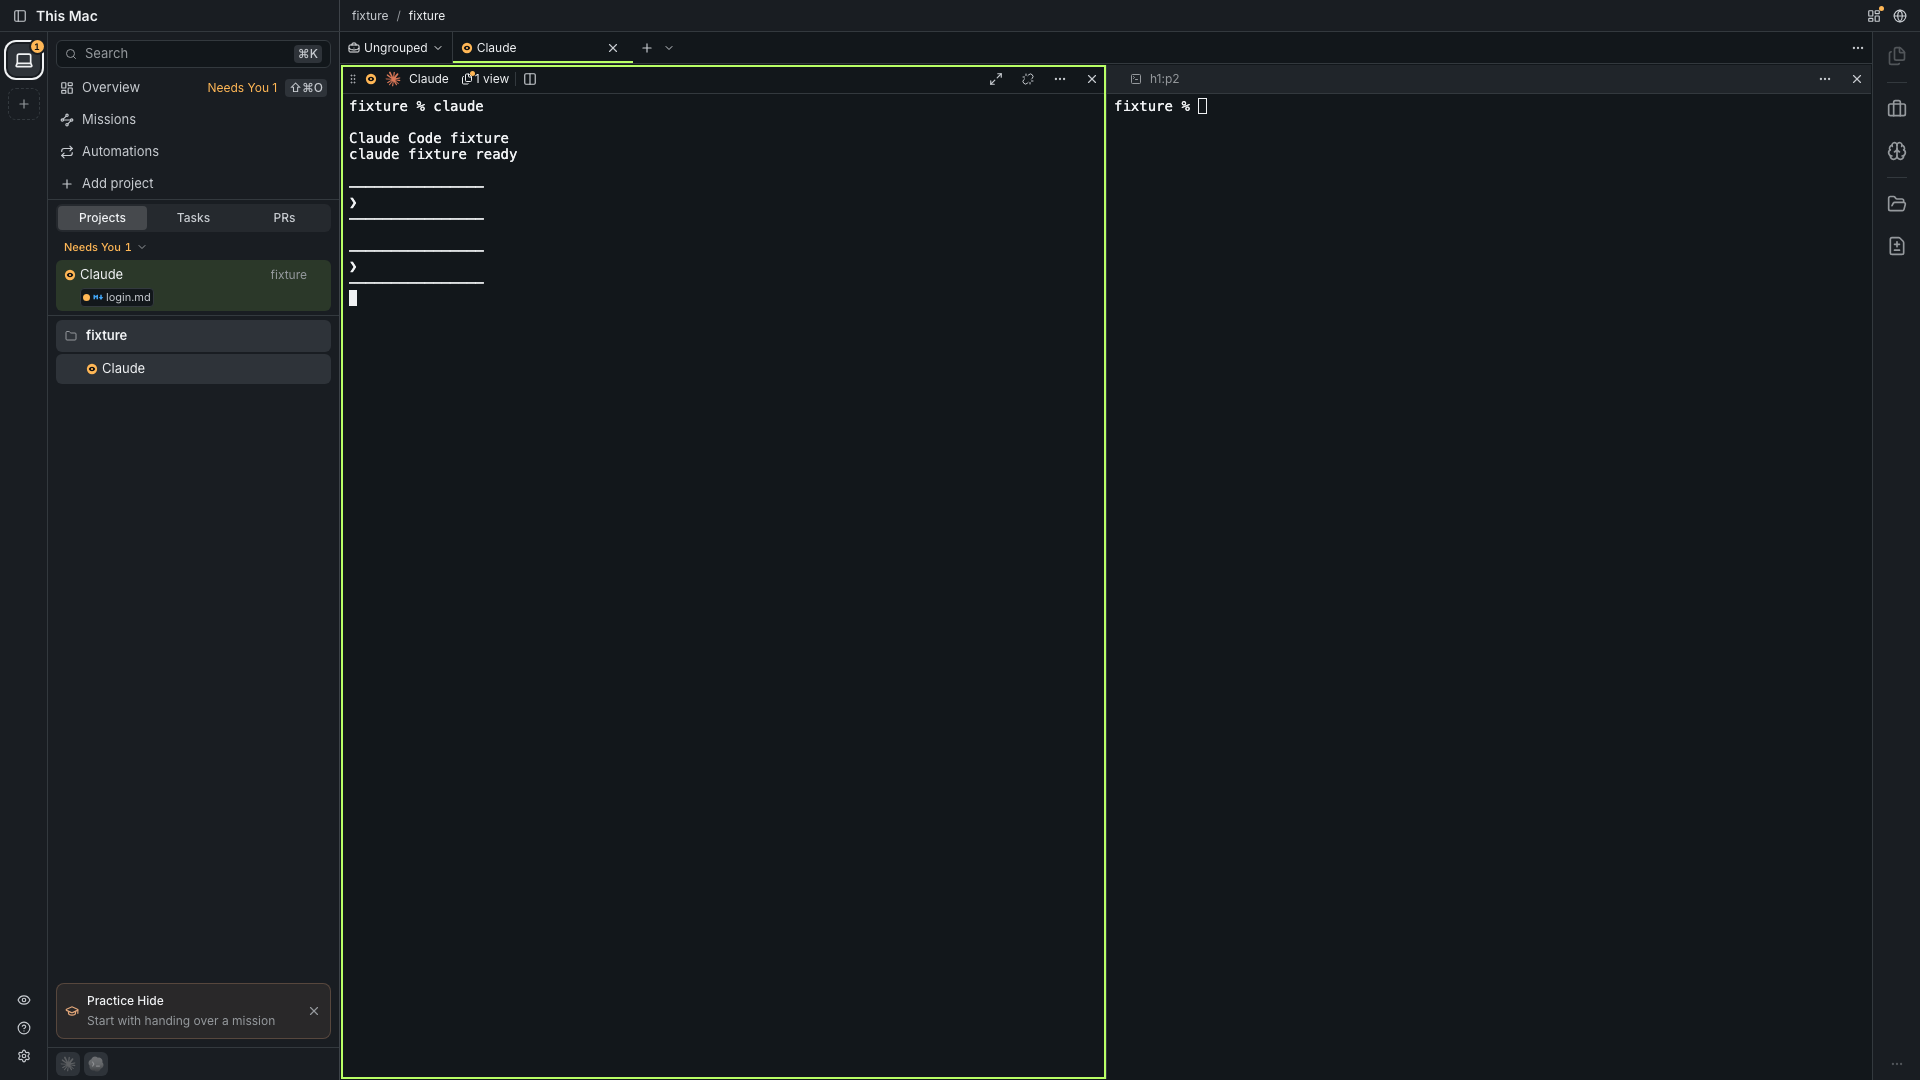 This Mac
fixture / fixture
1
Search ⌘K
Overview Needs You 1 ⇧⌘O
Missions
Automations
Add project
Projects Tasks PRs
Needs You 1
Claude fixture
M↓ login.md
fixture
Claude
Practice Hide
Start with handing over a mission
Ungrouped
Claude
Claude 1 view
fixture % claude
Claude Code fixture
claude fixture ready
❯
❯
h1:p2
fixture %